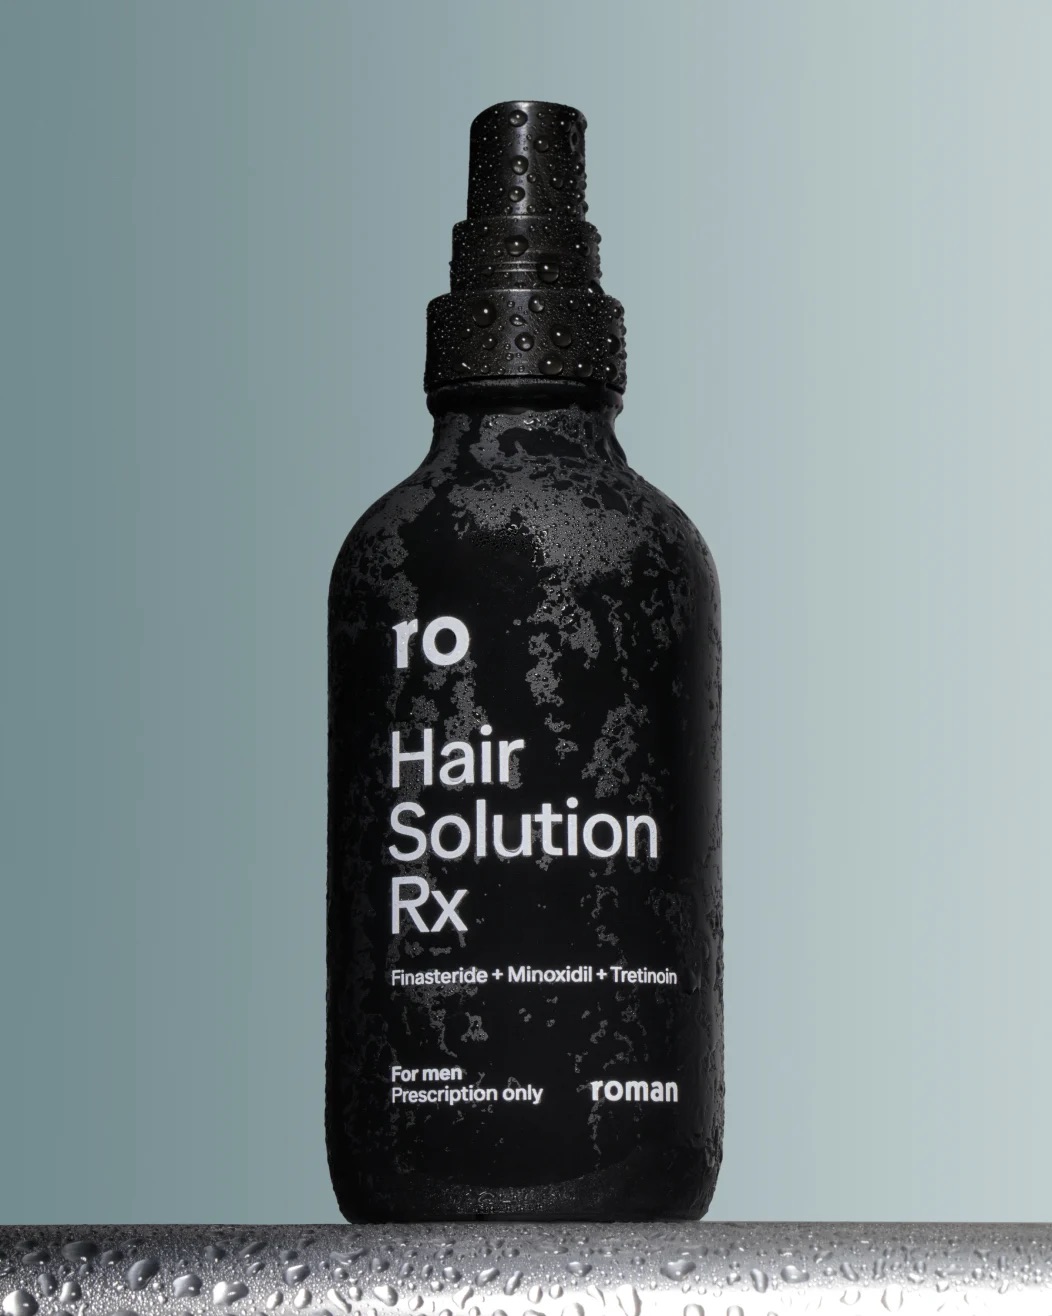 ro
Hair
Solution
Rx
Finasteride + Minoxidil + Tretinoin
For men
Prescription only
roman